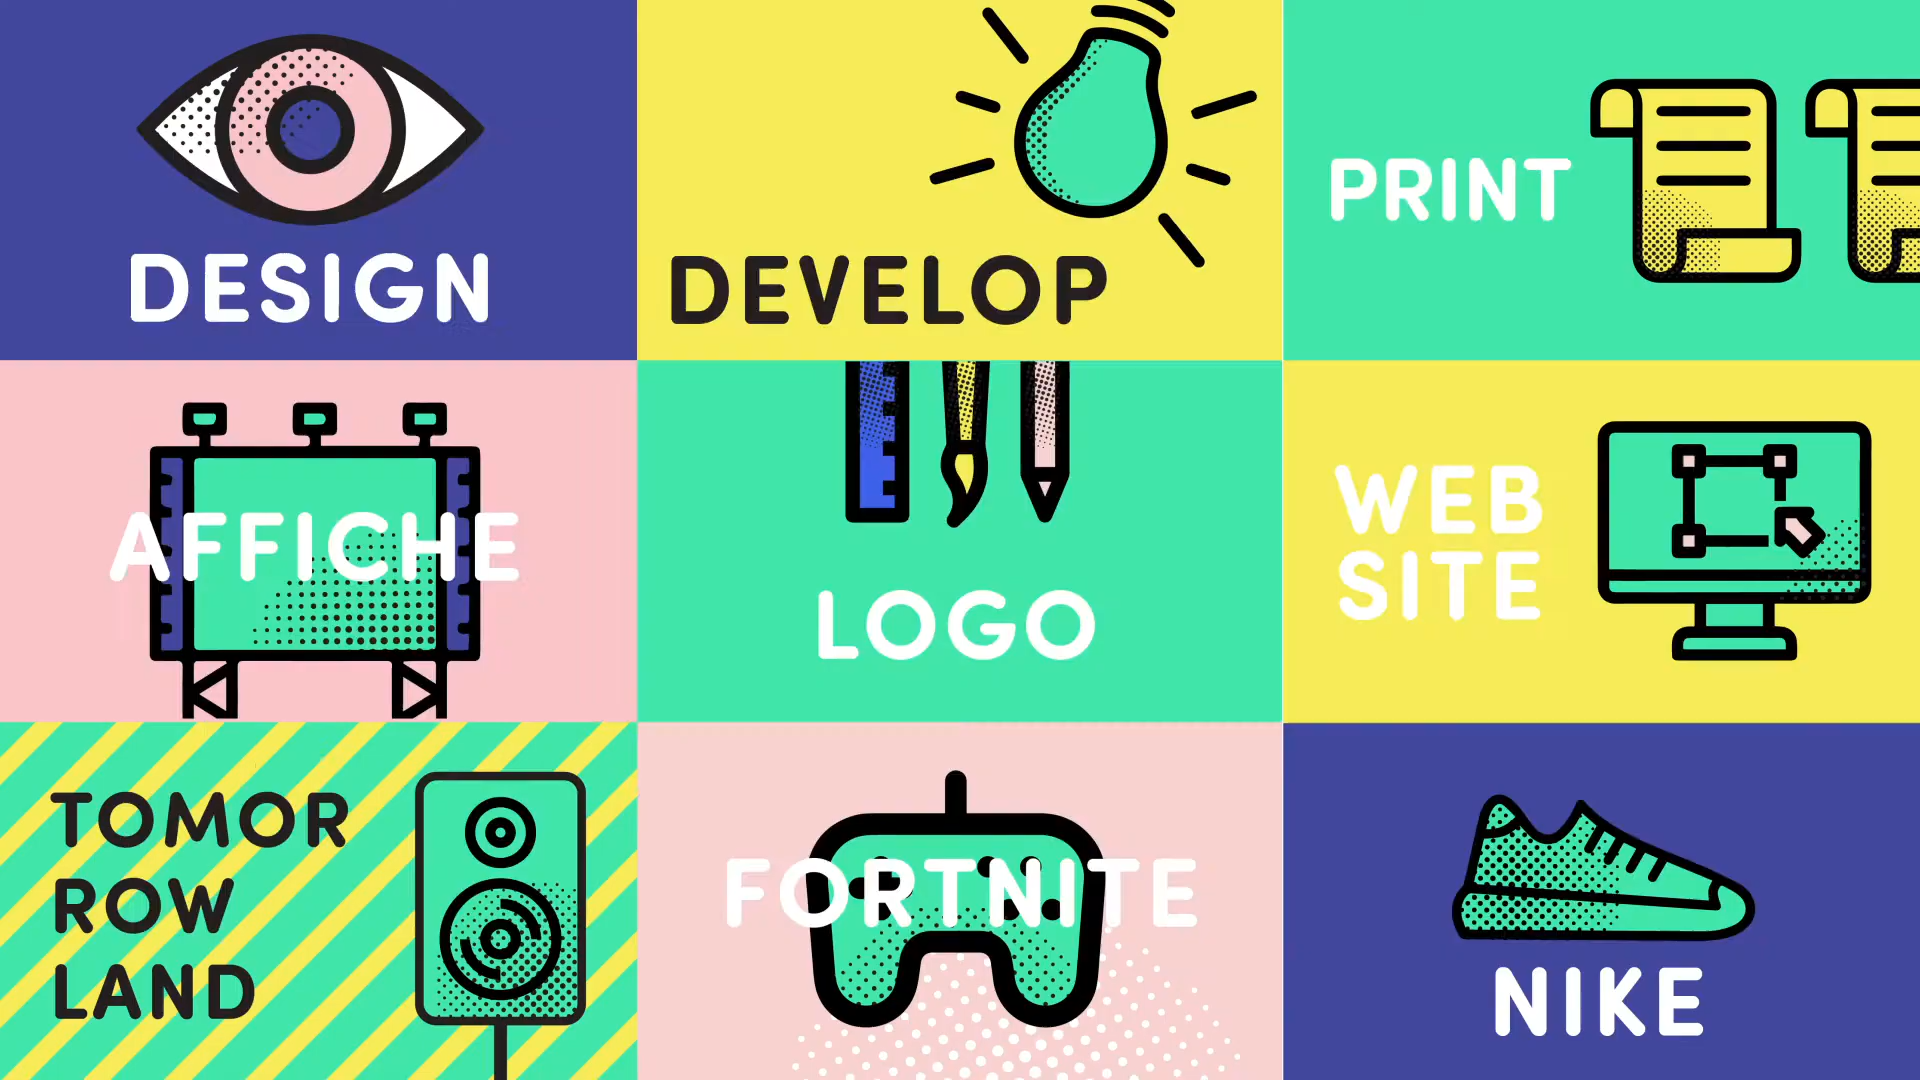 DESIGN
DEVELOP
PRINT
AFFICHE
LOGO
WEB
SITE
TOMOR
ROW
LAND
FORTNITE
NIKE